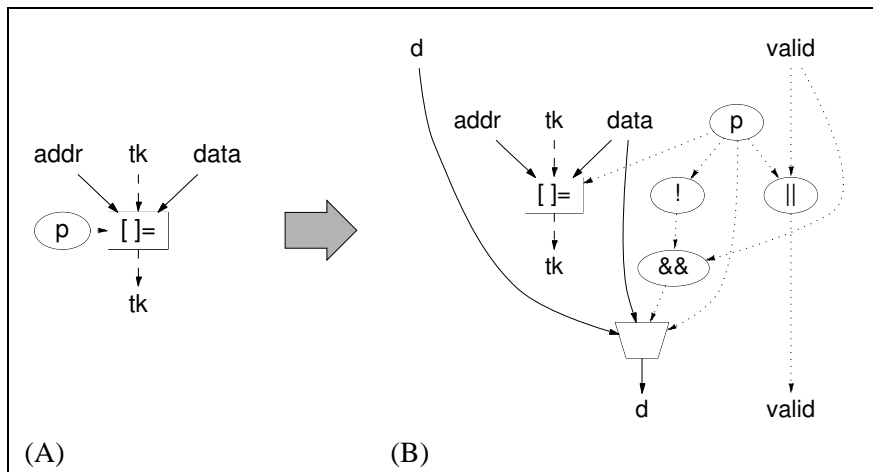 d valid
addr tk data p
addr tk data
[ ]= ! ||
p [ ]=
tk &&
tk
d valid
(A) (B)